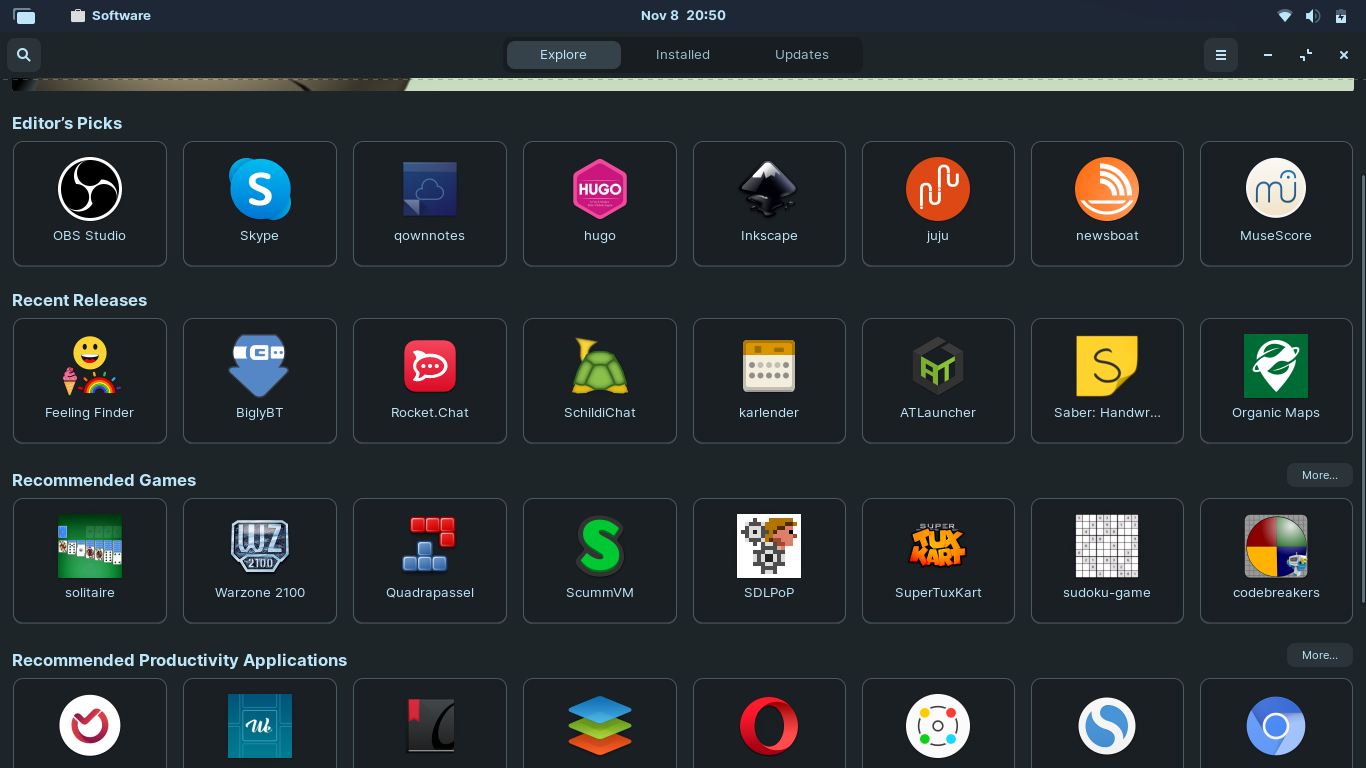 Software
Nov 8 20:50
Explore
Installed
Updates
Editor's Picks
S
HUGO
OBS Studio
Skype
qownnotes
hugo
Inkscape
juju
newsboat
MuseScore
Recent Releases
AT
S
Feeling Finder
BiglyBT
Rocket.Chat
SchildiChat
karlender
ATLauncher
Saber: Handwr…
Organic Maps
Recommended Games
More…
WZ
2100
S
SUPER
TUX
KART
solitaire
Warzone 2100
Quadrapassel
ScummVM
SDLPoP
SuperTuxKart
sudoku-game
codebreakers
Recommended Productivity Applications
More…